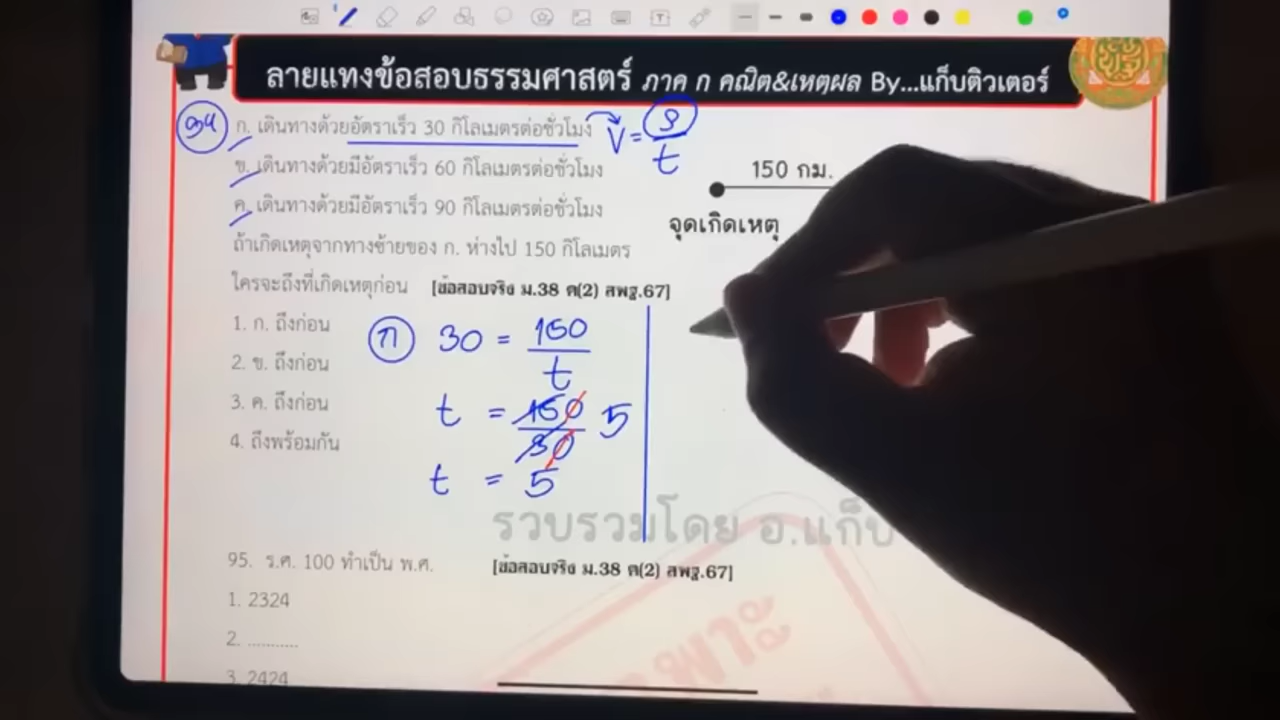 ลายแทงข้อสอบธรรมศาสตร์ ภาค ก คณิต&เหตุผล By...แก็บติวเตอร์
94 ก. เดินทางด้วยอัตราเร็ว 30 กิโลเมตรต่อชั่วโมง
V = s/t
ข. เดินทางด้วยมีอัตราเร็ว 60 กิโลเมตรต่อชั่วโมง
150 กม.
ค. เดินทางด้วยมีอัตราเร็ว 90 กิโลเมตรต่อชั่วโมง
จุดเกิดเหตุ
ถ้าเกิดเหตุจากทางซ้ายของ ก. ห่างไป 150 กิโลเมตร
ใครจะถึงที่เกิดเหตุก่อน [ข้อสอบจริง ม.38 ค(2) สพฐ.67]
1. ก. ถึงก่อน
2. ข. ถึงก่อน
3. ค. ถึงก่อน
4. ถึงพร้อมกัน
ก 30 = 150/t
t = 150/30 5
t = 5
รวบรวมโดย อ.แก็บ
95. ร.ศ. 100 ทำเป็น พ.ศ. [ข้อสอบจริง ม.38 ค(2) สพฐ.67]
1. 2324
2. ...........
3. 2424